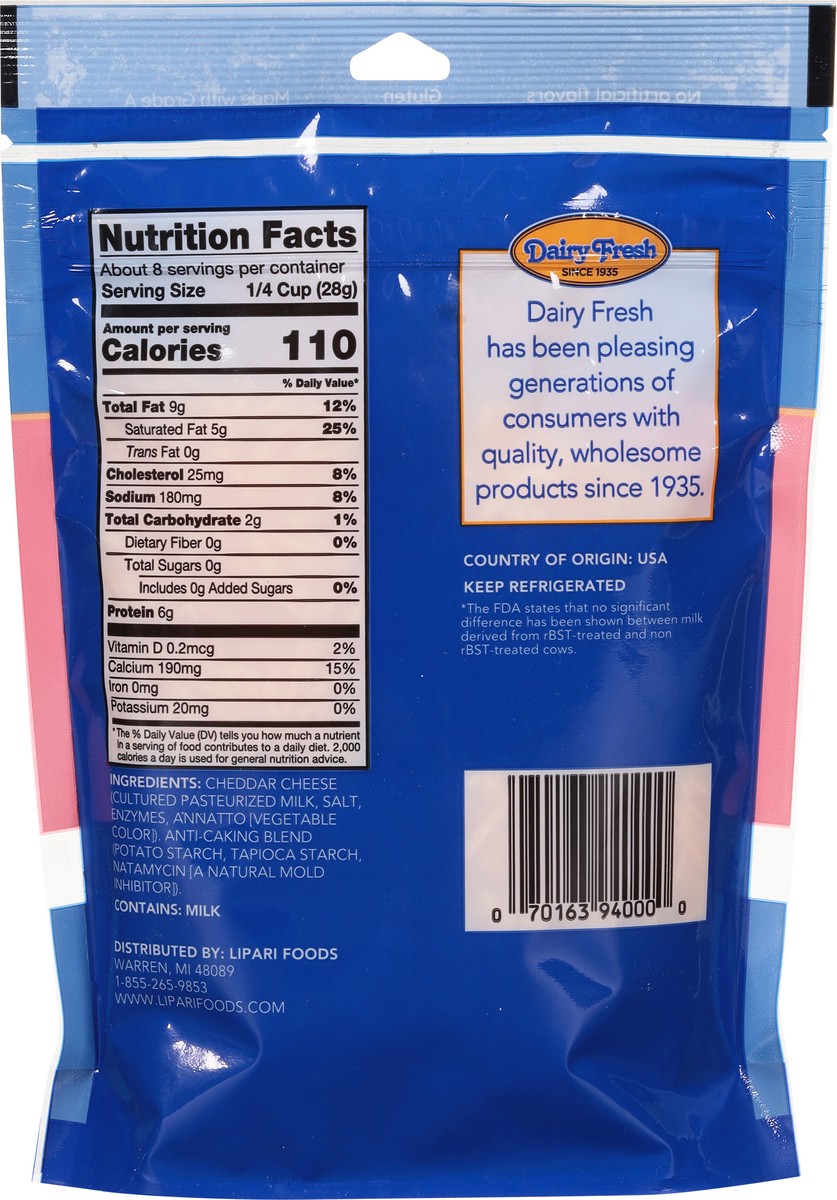 Nutrition Facts
About 8 servings per container
Serving Size 1/4 Cup (28g)
Amount per serving
Calories 110
% Daily Value*
Total Fat 9g 12%
Saturated Fat 5g 25%
Trans Fat 0g
Cholesterol 25mg 8%
Sodium 180mg 8%
Total Carbohydrate 2g 1%
Dietary Fiber 0g 0%
Total Sugars 0g
Includes 0g Added Sugars 0%
Protein 6g
Vitamin D 0.2mcg 2%
Calcium 190mg 15%
Iron 0mg 0%
Potassium 20mg 0%
*The % Daily Value (DV) tells you how much a nutrient
in a serving of food contributes to a daily diet. 2,000
calories a day is used for general nutrition advice.
INGREDIENTS: CHEDDAR CHEESE
(CULTURED PASTEURIZED MILK, SALT,
ENZYMES, ANNATTO [VEGETABLE
COLOR]). ANTI-CAKING BLEND
(POTATO STARCH, TAPIOCA STARCH,
NATAMYCIN [A NATURAL MOLD
INHIBITOR]).
CONTAINS: MILK
DISTRIBUTED BY: LIPARI FOODS
WARREN, MI 48089
1-855-265-9853
WWW.LIPARIFOODS.COM
Dairy Fresh
SINCE 1935
Dairy Fresh
has been pleasing
generations of
consumers with
quality, wholesome
products since 1935.
COUNTRY OF ORIGIN: USA
KEEP REFRIGERATED
*The FDA states that no significant
difference has been shown between milk
derived from rBST-treated and non
rBST-treated cows.
0 70163 94000 0
No artificial flavors
Gluten
Made with Grade A